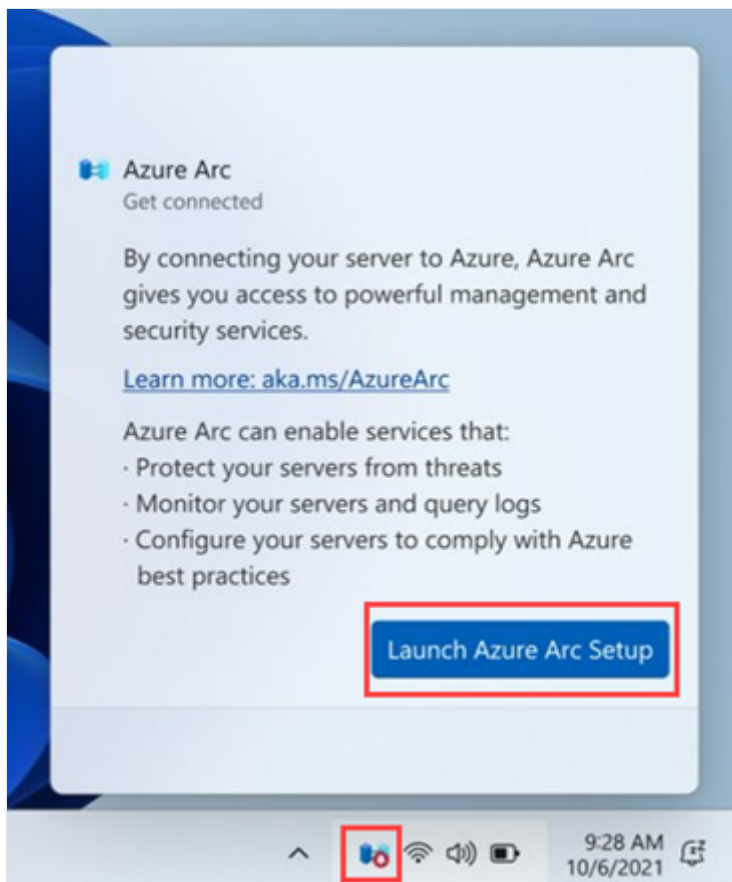 Azure Arc
Get connected
By connecting your server to Azure, Azure Arc
gives you access to powerful management and
security services.
Learn more: aka.ms/AzureArc
Azure Arc can enable services that:
· Protect your servers from threats
· Monitor your servers and query logs
· Configure your servers to comply with Azure
best practices
Launch Azure Arc Setup
9:28 AM
10/6/2021